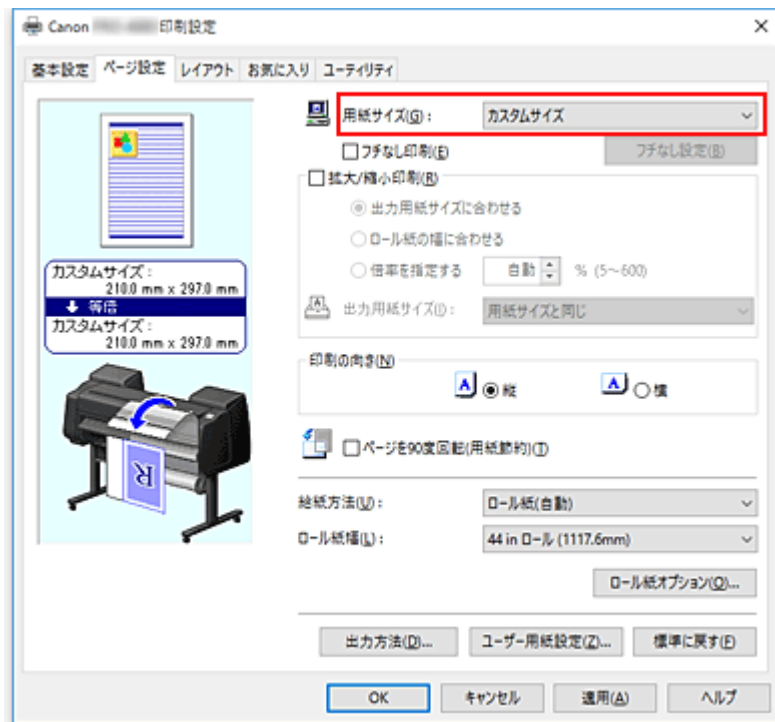 Canon 印刷設定
基本設定 ページ設定 レイアウト お気に入り ユーティリティ
用紙サイズ(G): カスタムサイズ
フチなし印刷(E) フチなし設定(B)
拡大/縮小印刷(R)
出力用紙サイズに合わせる
ロール紙の幅に合わせる
倍率を指定する 自動 % (5～600)
出力用紙サイズ(I): 用紙サイズと同じ
カスタムサイズ:
210.0 mm x 297.0 mm
等倍
カスタムサイズ:
210.0 mm x 297.0 mm
印刷の向き(N)
A 縦 A 横
R
ページを90度回転(用紙節約)(T)
給紙方法(U): ロール紙(自動)
ロール紙幅(L): 44 in ロール (1117.6mm)
ロール紙オプション(O)...
出力方法(D)... ユーザー用紙設定(Z)... 標準に戻す(F)
OK キャンセル 適用(A) ヘルプ